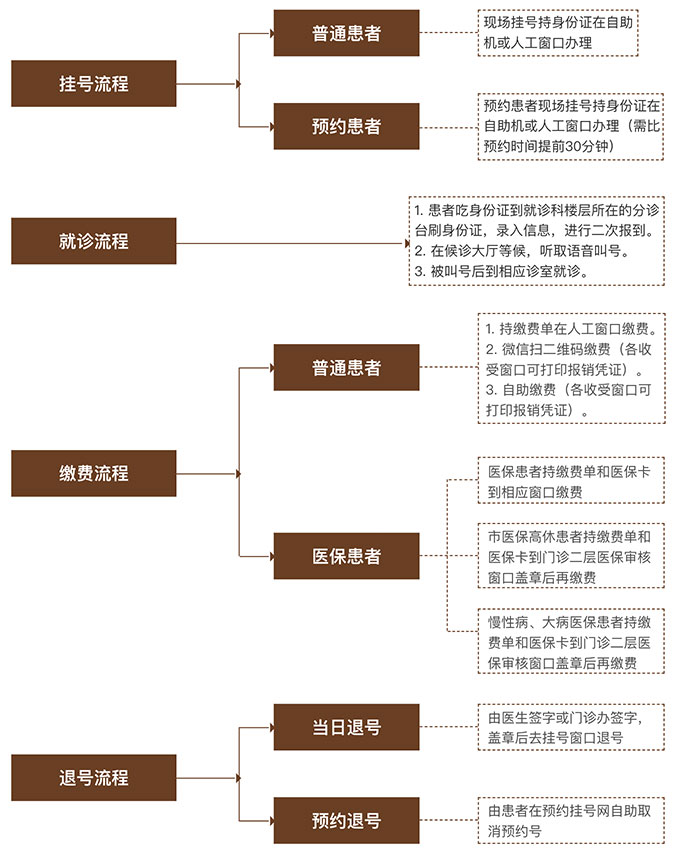 挂号流程
普通患者
现场挂号持身份证在自助
机或人工窗口办理
预约患者
预约患者现场挂号持身份证在
自助机或人工窗口办理（需比
预约时间提前30分钟）
就诊流程
1. 患者吃身份证到就诊科楼层所在的分诊
台刷身份证，录入信息，进行二次报到。
2. 在候诊大厅等候，听取语音叫号。
3. 被叫号后到相应诊室就诊。
缴费流程
普通患者
1. 持缴费单在人工窗口缴费。
2. 微信扫二维码缴费（各收
受窗口可打印报销凭证）。
3. 自助缴费（各收受窗口可
打印报销凭证）。
医保患者
医保患者持缴费单和医保卡
到相应窗口缴费
市医保高休患者持缴费单和
医保卡到门诊二层医保审核
窗口盖章后再缴费
慢性病、大病医保患者持缴
费单和医保卡到门诊二层医
保审核窗口盖章后再缴费
退号流程
当日退号
由医生签字或门诊办签字，
盖章后去挂号窗口退号
预约退号
由患者在预约挂号网自助取
消预约号